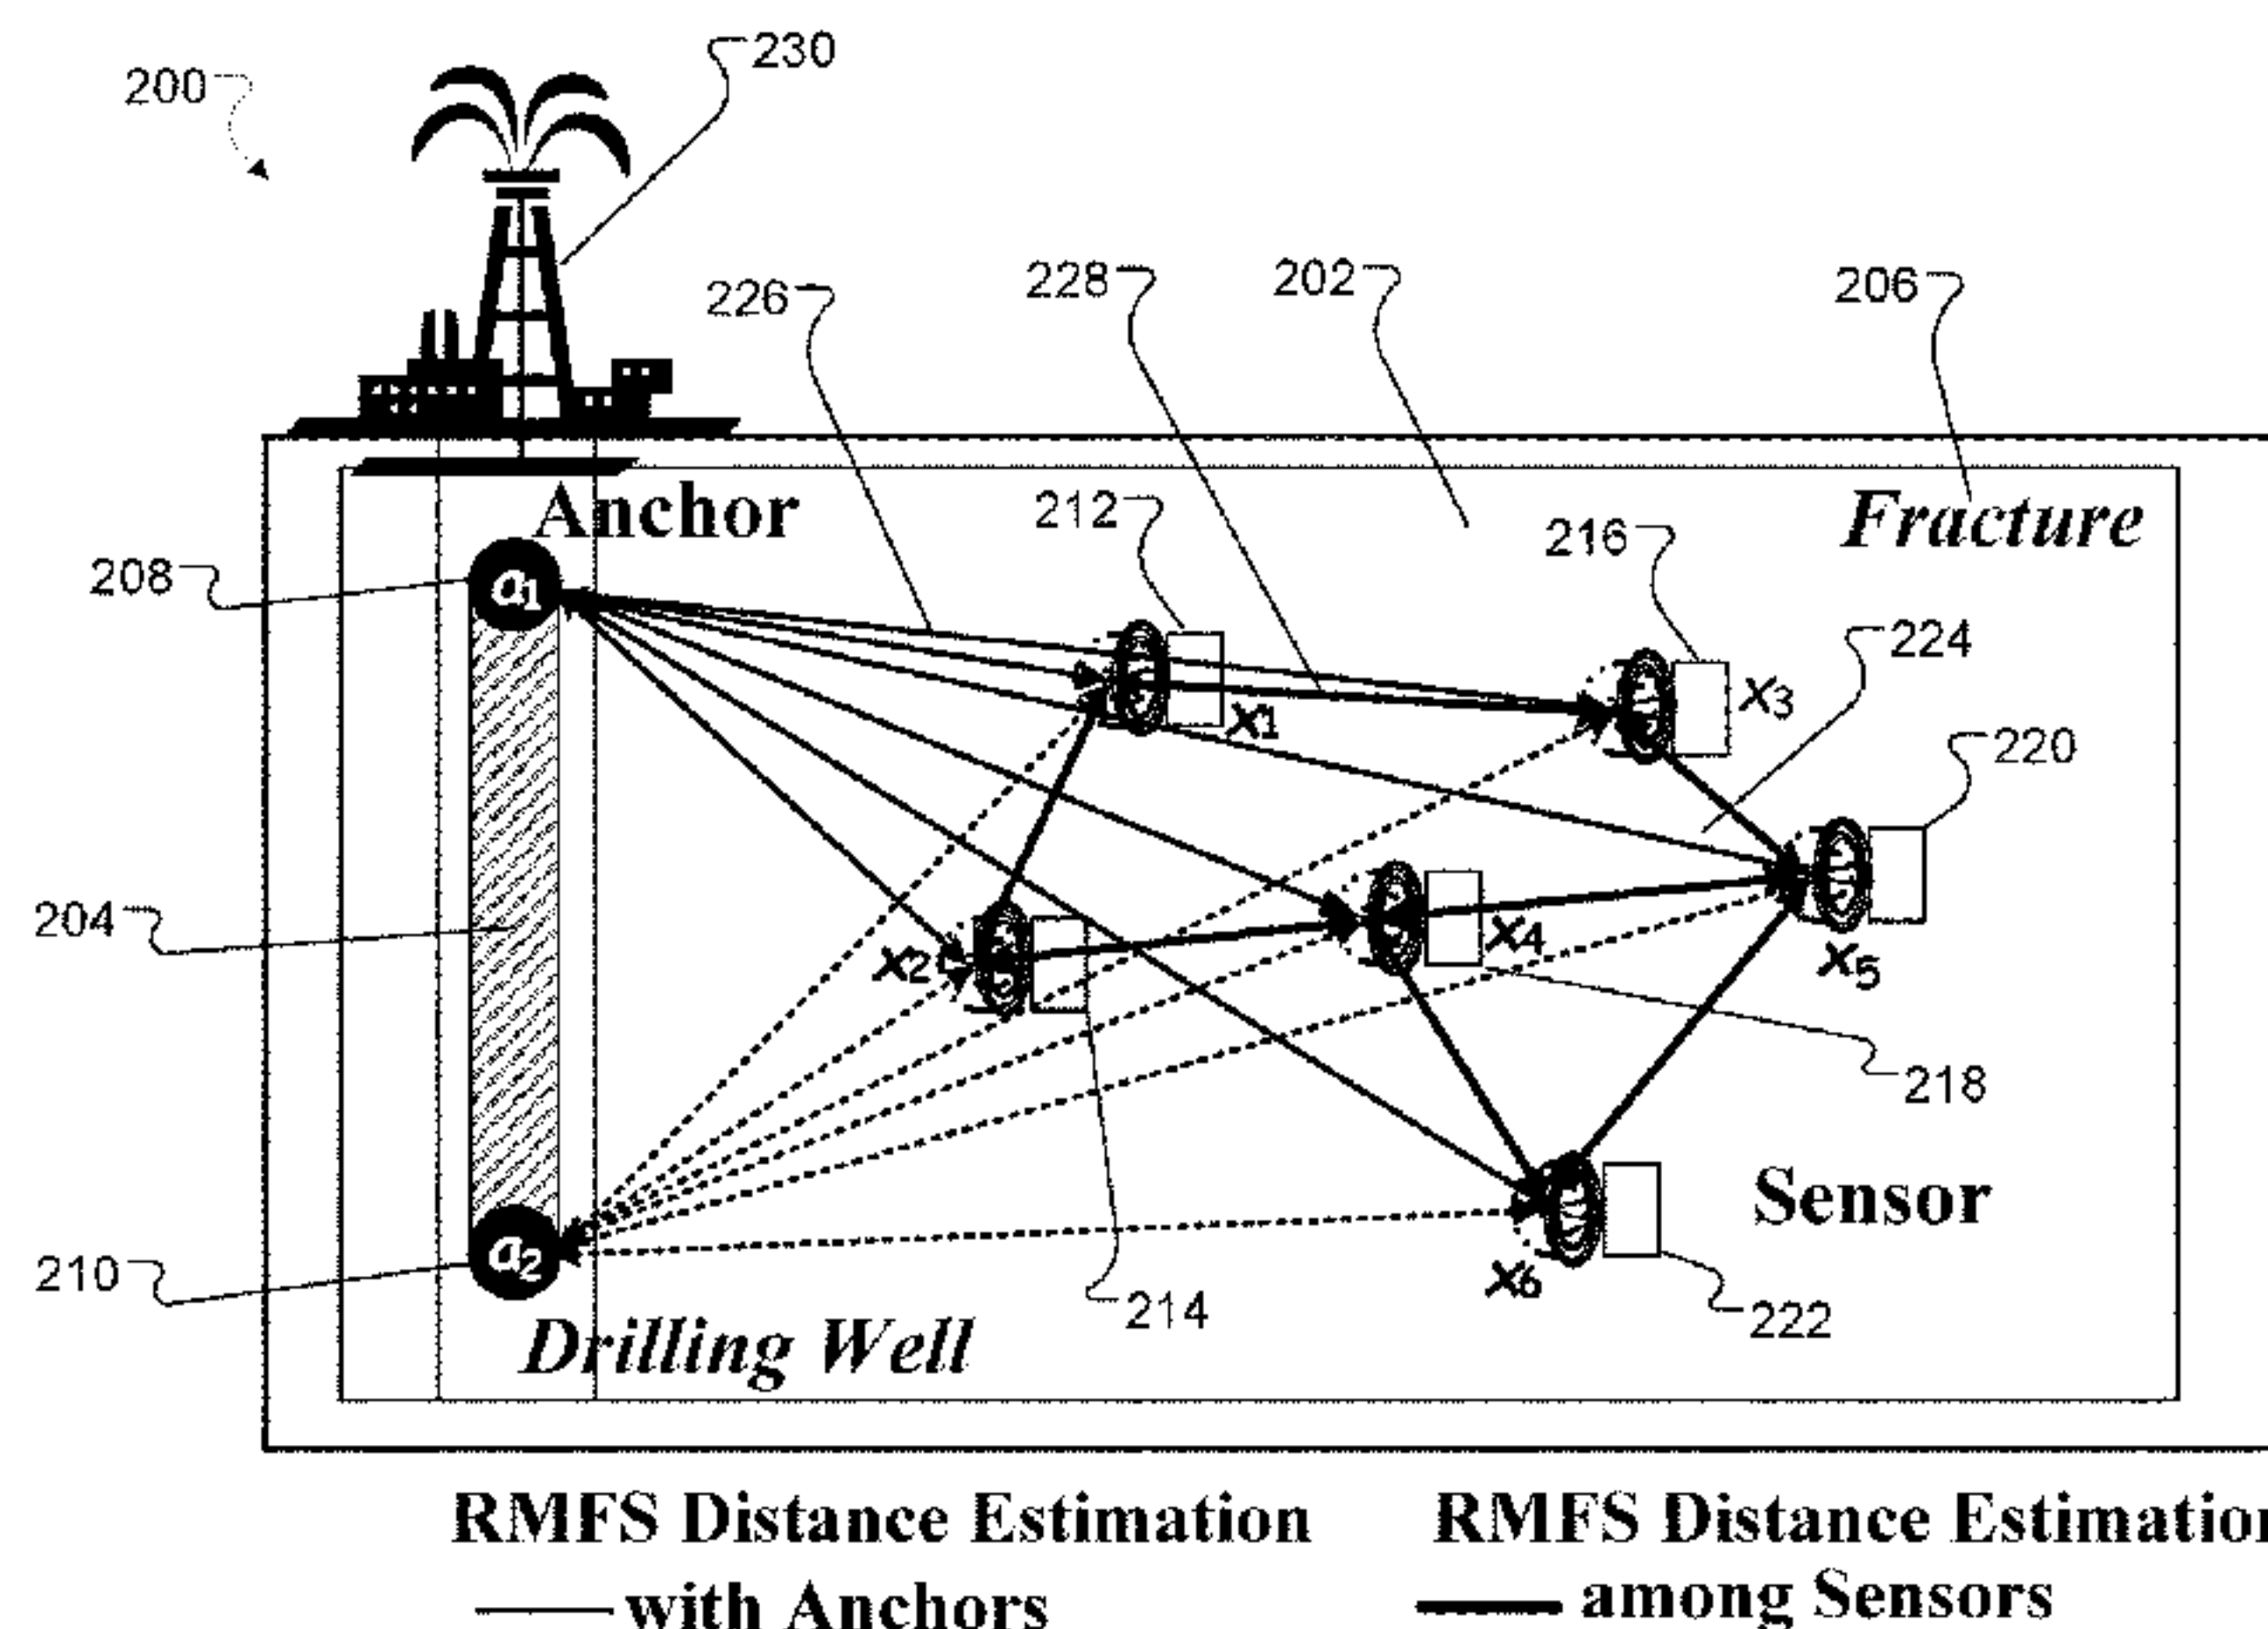 230
200
228
202
206
226
Anchor
212
216
Fracture
208
a1
224
x1
x3
220
204
x2
x4
x5
218
Sensor
210
a2
x6
214
222
Drilling Well
RMFS Distance Estimation
with Anchors
RMFS Distance Estimation
among Sensors